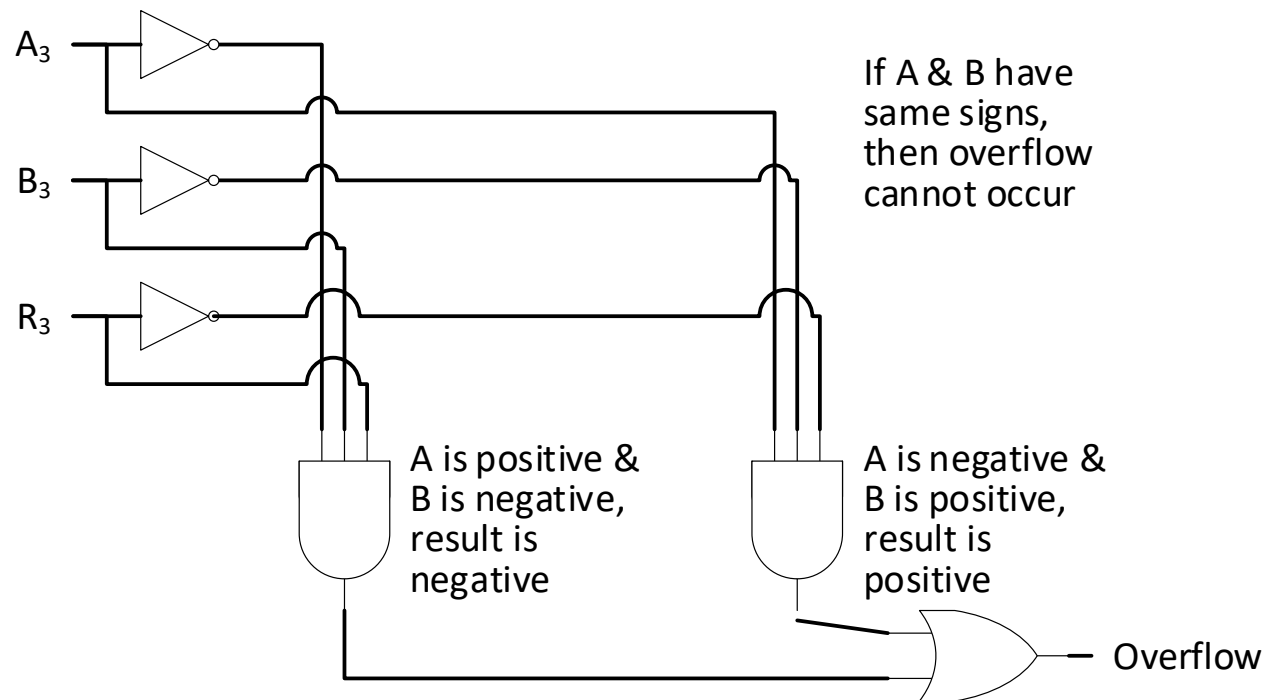 A₃
If A & B have
same signs,
then overflow
cannot occur
B₃
R₃
A is positive &
B is negative,
result is
negative
A is negative &
B is positive,
result is
positive
Overflow